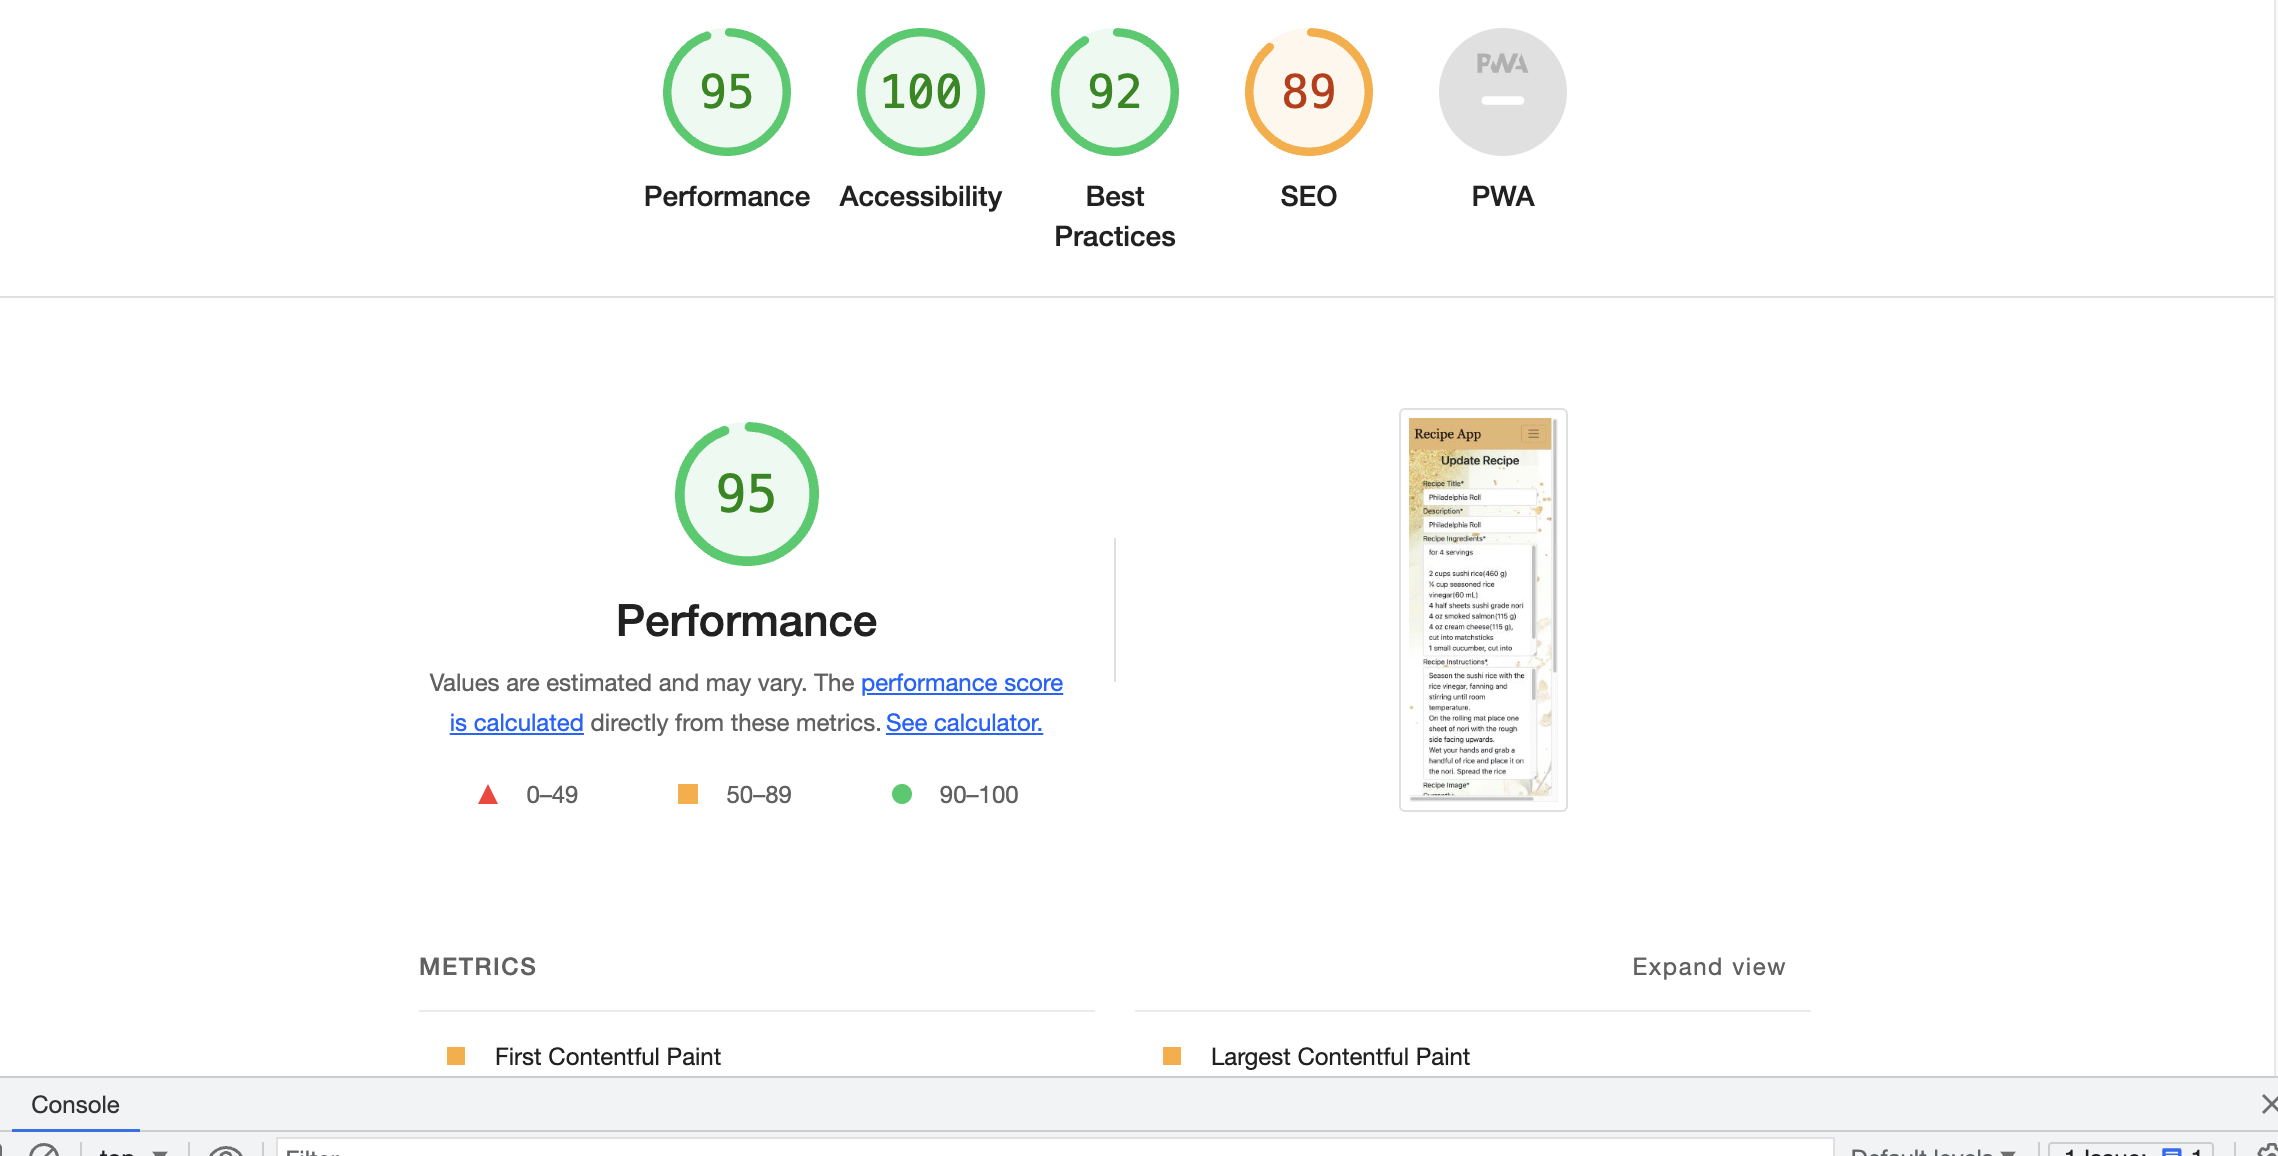 95
100
92
89
PWA
Performance
Accessibility
Best
Practices
SEO
PWA
95
Performance
Values are estimated and may vary. The performance score
is calculated directly from these metrics. See calculator.
0–49
50–89
90–100
Recipe App
Update Recipe
Recipe Title*
Philadelphia Roll
Description*
Philadelphia Roll
Recipe Ingredients*
for 4 servings
2 cups sushi rice(460 g)
¼ cup seasoned rice
vinegar(60 mL)
4 half sheets sushi grade nori
4 oz smoked salmon(115 g)
4 oz cream cheese(115 g),
cut into matchsticks
1 small cucumber, cut into
Recipe Instructions*
Season the sushi rice with the
rice vinegar, fanning and
stirring until room
temperature.
On the rolling mat place one
sheet of nori with the rough
side facing upwards.
Wet your hands and grab a
handful of rice and place it on
the nori. Spread the rice
Recipe Image*
Currently
METRICS
Expand view
First Contentful Paint
Largest Contentful Paint
Console
top
Filter
Default levels
1 Issue: 1